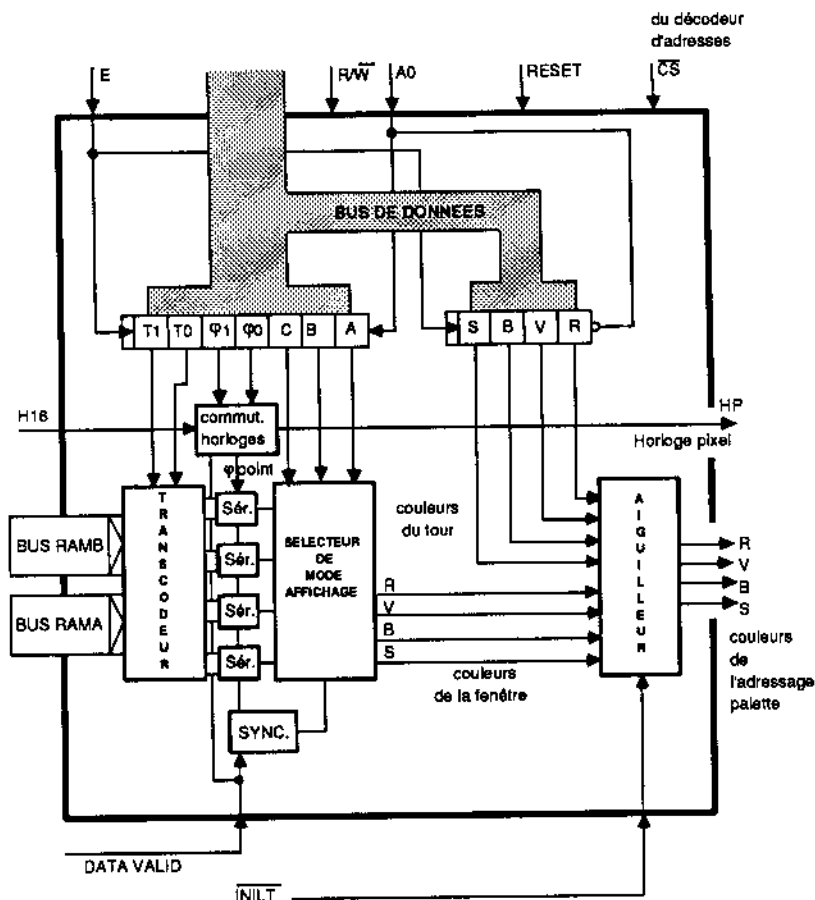 du décodeur
d'adresses
E
R/W̅
A0
RESET
C̅S̅
BUS DE DONNEES
T1 T0 φ1 φ0 C B A
S B V R
H16
commut.
horloges
HP
Horloge pixel
φpoint
TRANSCODEUR
Sér.
Sér.
Sér.
Sér.
SELECTEUR
DE
MODE
AFFICHAGE
couleurs
du tour
AIGUILLEUR
BUS RAMB
BUS RAMA
R
V
B
S
couleurs
de la fenêtre
R
V
B
S
couleurs
de
l'adressage
palette
SYNC.
DATA VALID
I̅N̅I̅L̅T̅